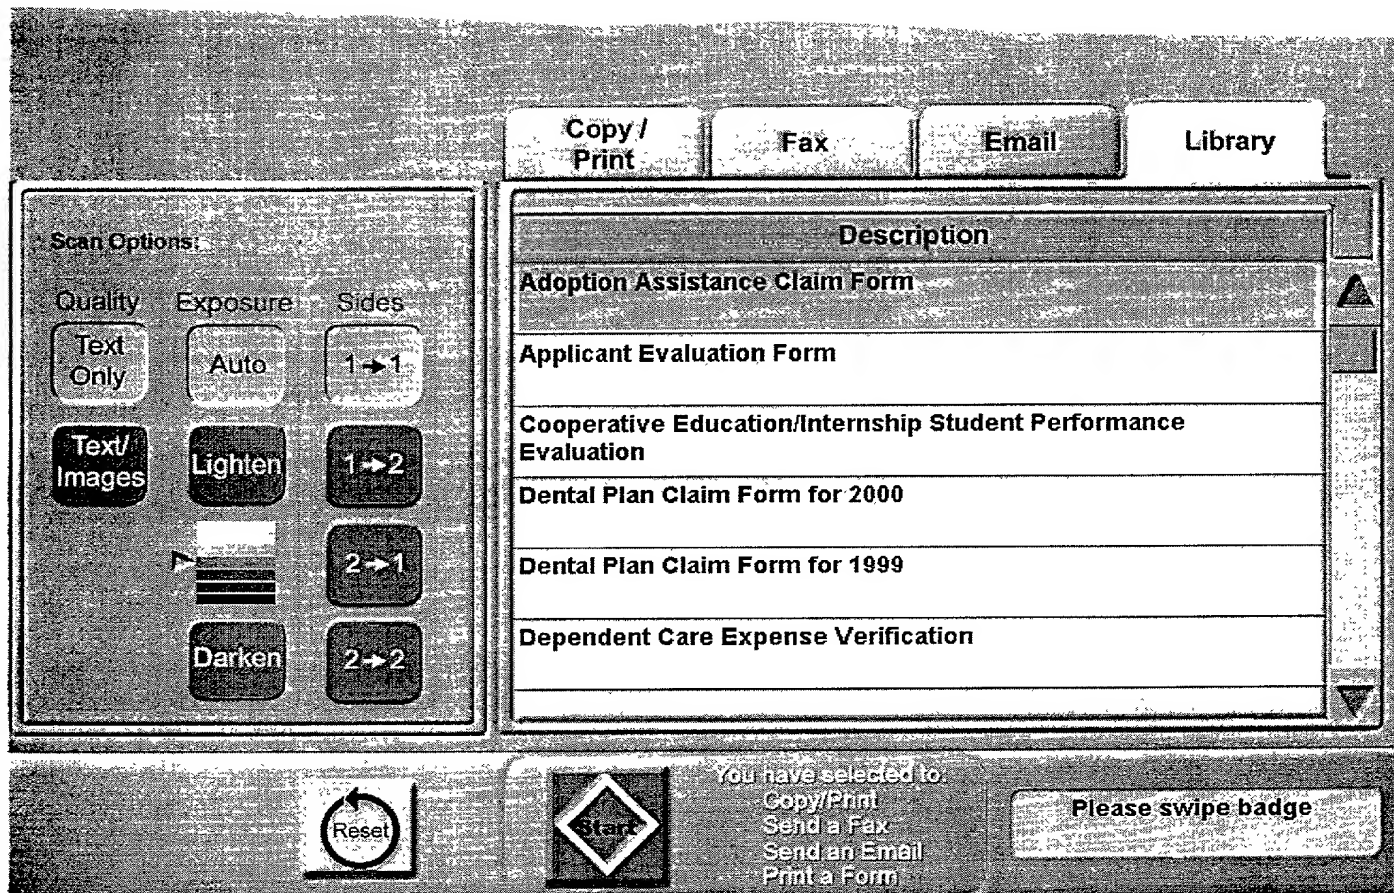 Copy /
Print
Fax
Email
Library
Scan Options:
Quality
Exposure
Sides
Text
Only
Auto
1→1
Text/
Images
Lighten
1→2
2→1
Darken
2→2
Description
Adoption Assistance Claim Form
Applicant Evaluation Form
Cooperative Education/Internship Student Performance
Evaluation
Dental Plan Claim Form for 2000
Dental Plan Claim Form for 1999
Dependent Care Expense Verification
Reset
Start
You have selected to:
Copy/Print
Send a Fax
Send an Email
Print a Form
Please swipe badge